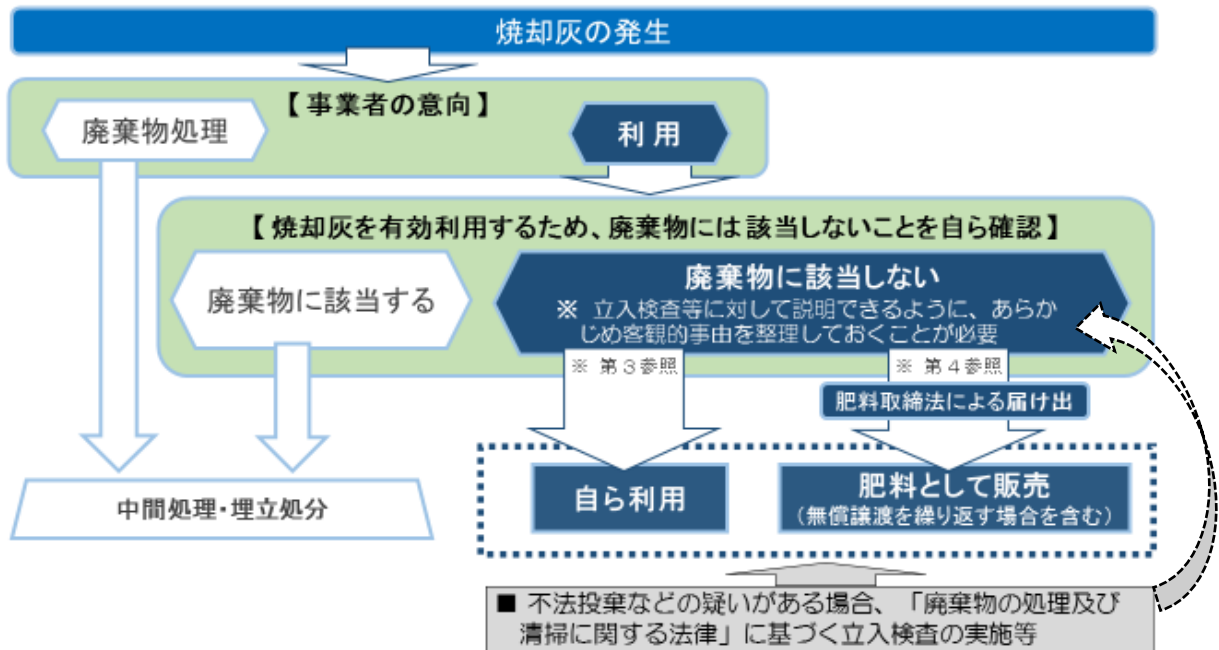 焼却灰の発生
【事業者の意向】
廃棄物処理
利用
【焼却灰を有効利用するため、廃棄物には該当しないことを自ら確認】
廃棄物に該当する
廃棄物に該当しない
※ 立入検査等に対して説明できるように、あらか
じめ客観的事由を整理しておくことが必要
※ 第3参照
※ 第4参照
肥料取締法による届け出
中間処理・埋立処分
自ら利用
肥料として販売
(無償譲渡を繰り返す場合を含む)
■ 不法投棄などの疑いがある場合、「廃棄物の処理及び
清掃に関する法律」に基づく立入検査の実施等